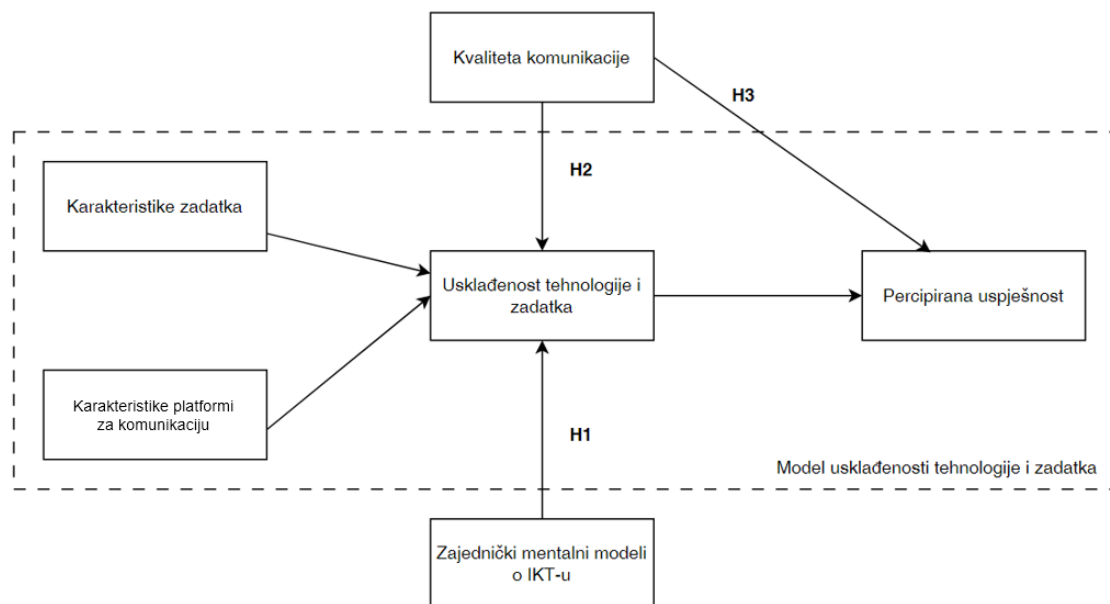 Kvaliteta komunikacije
H3
H2
Karakteristike zadatka
Usklađenost tehnologije i
zadatka
Percipirana uspješnost
Karakteristike platformi
za komunikaciju
H1
Model usklađenosti tehnologije i zadatka
Zajednički mentalni modeli
o IKT-u